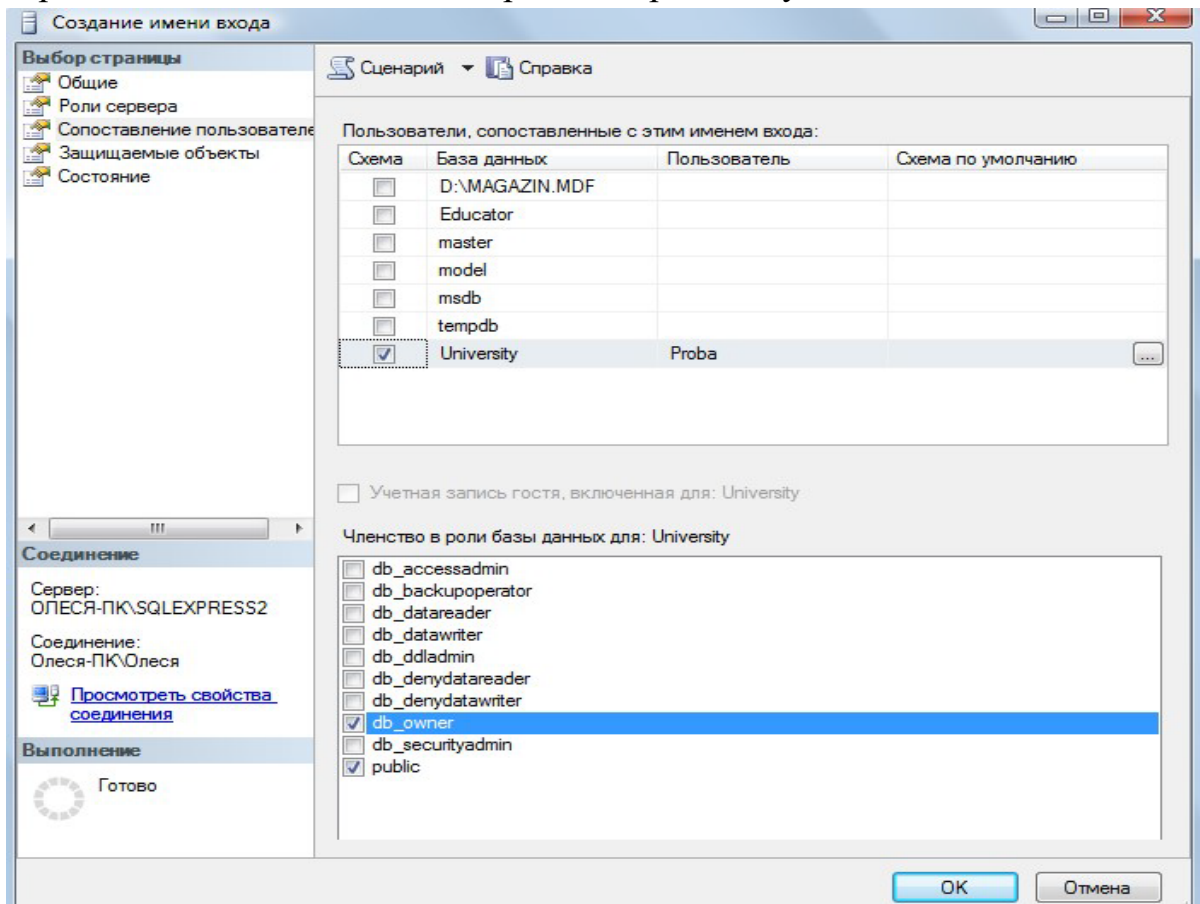 Создание имени входа
Выбор страницы
Общие
Роли сервера
Сопоставление пользователе
Защищаемые объекты
Состояние
Сценарий
Справка
Пользователи, сопоставленные с этим именем входа:
Схема База данных Пользователь Схема по умолчанию
D:\MAGAZIN.MDF
Educator
master
model
msdb
tempdb
University Proba ...
Учетная запись гостя, включенная для: University
Членство в роли базы данных для: University
db_accessadmin
db_backupoperator
db_datareader
db_datawriter
db_ddladmin
db_denydatareader
db_denydatawriter
db_owner
db_securityadmin
public
Соединение
Сервер:
ОЛЕСЯ-ПК\SQLEXPRESS2
Соединение:
Олеся-ПК\Олеся
Просмотреть свойства
соединения
Выполнение
Готово
OK
Отмена